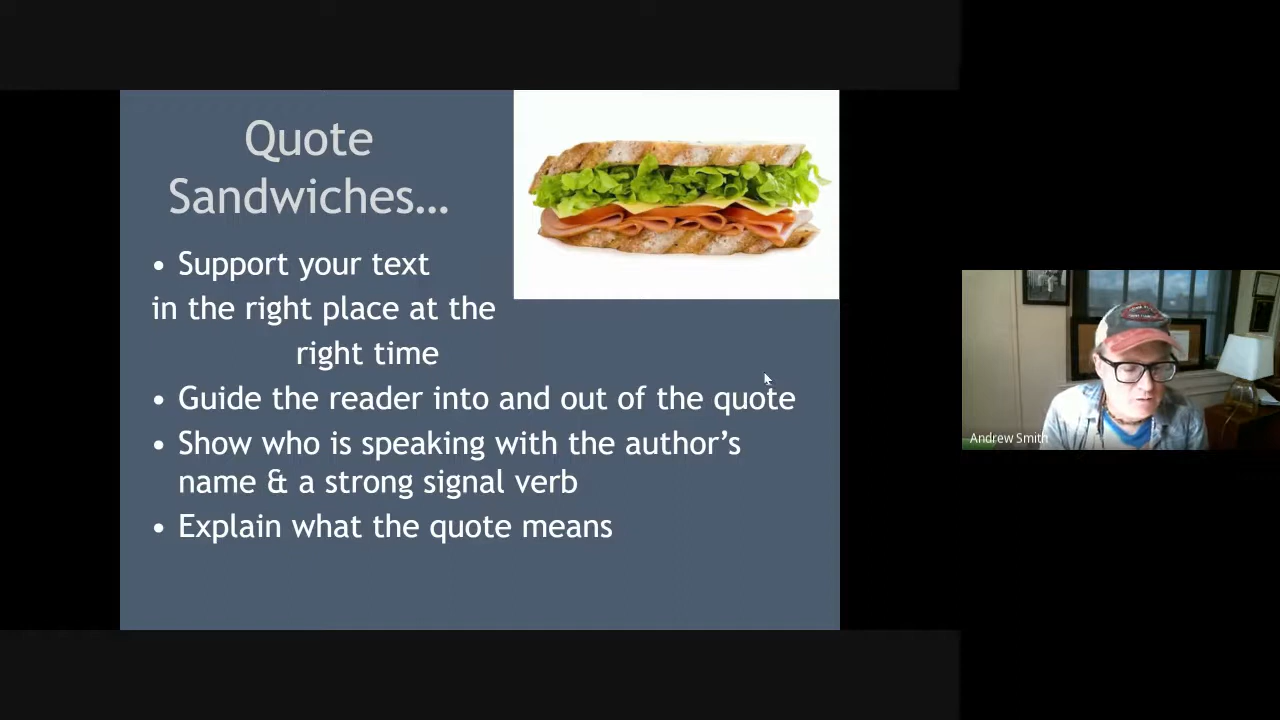 Quote
Sandwiches…
• Support your text
in the right place at the
right time
• Guide the reader into and out of the quote
• Show who is speaking with the author’s
name & a strong signal verb
• Explain what the quote means
Andrew Smith